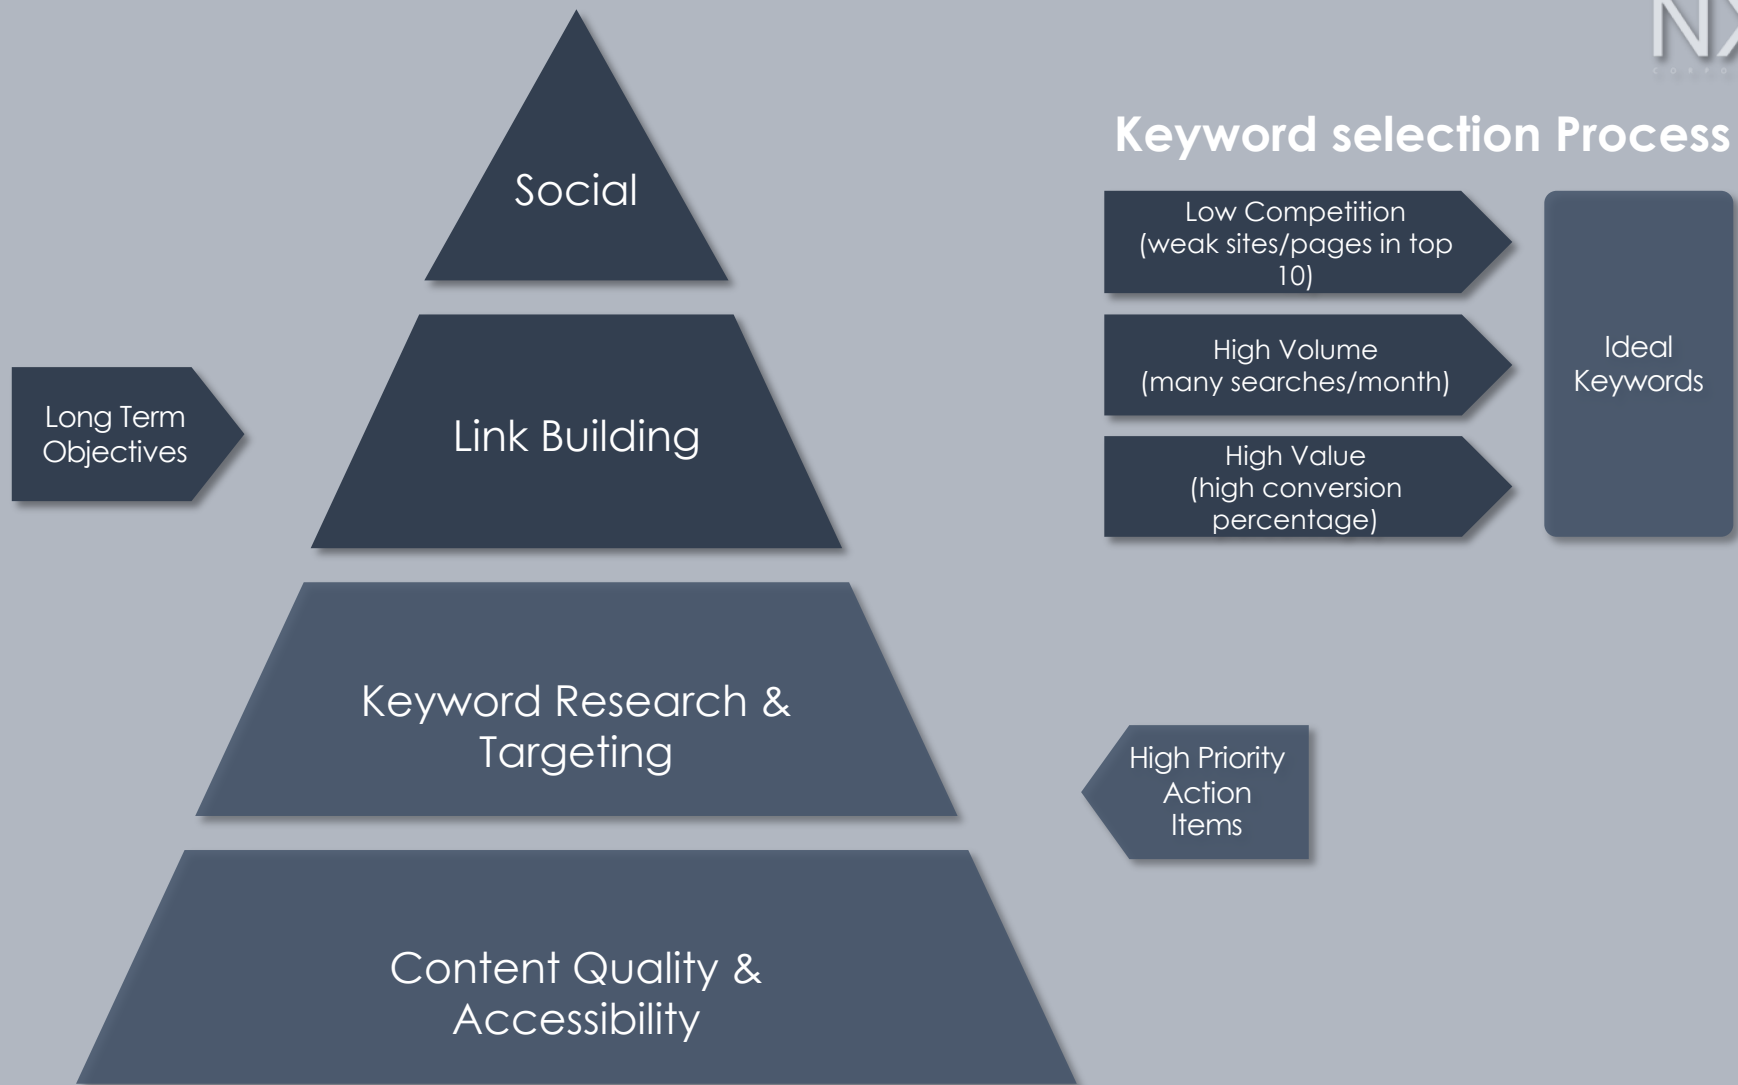 NX
Keyword selection Process
Social
Low Competition
(weak sites/pages in top
10)
High Volume
(many searches/month)
High Value
(high conversion
percentage)
Ideal
Keywords
Long Term
Objectives
Link Building
Keyword Research &
Targeting
High Priority
Action
Items
Content Quality &
Accessibility